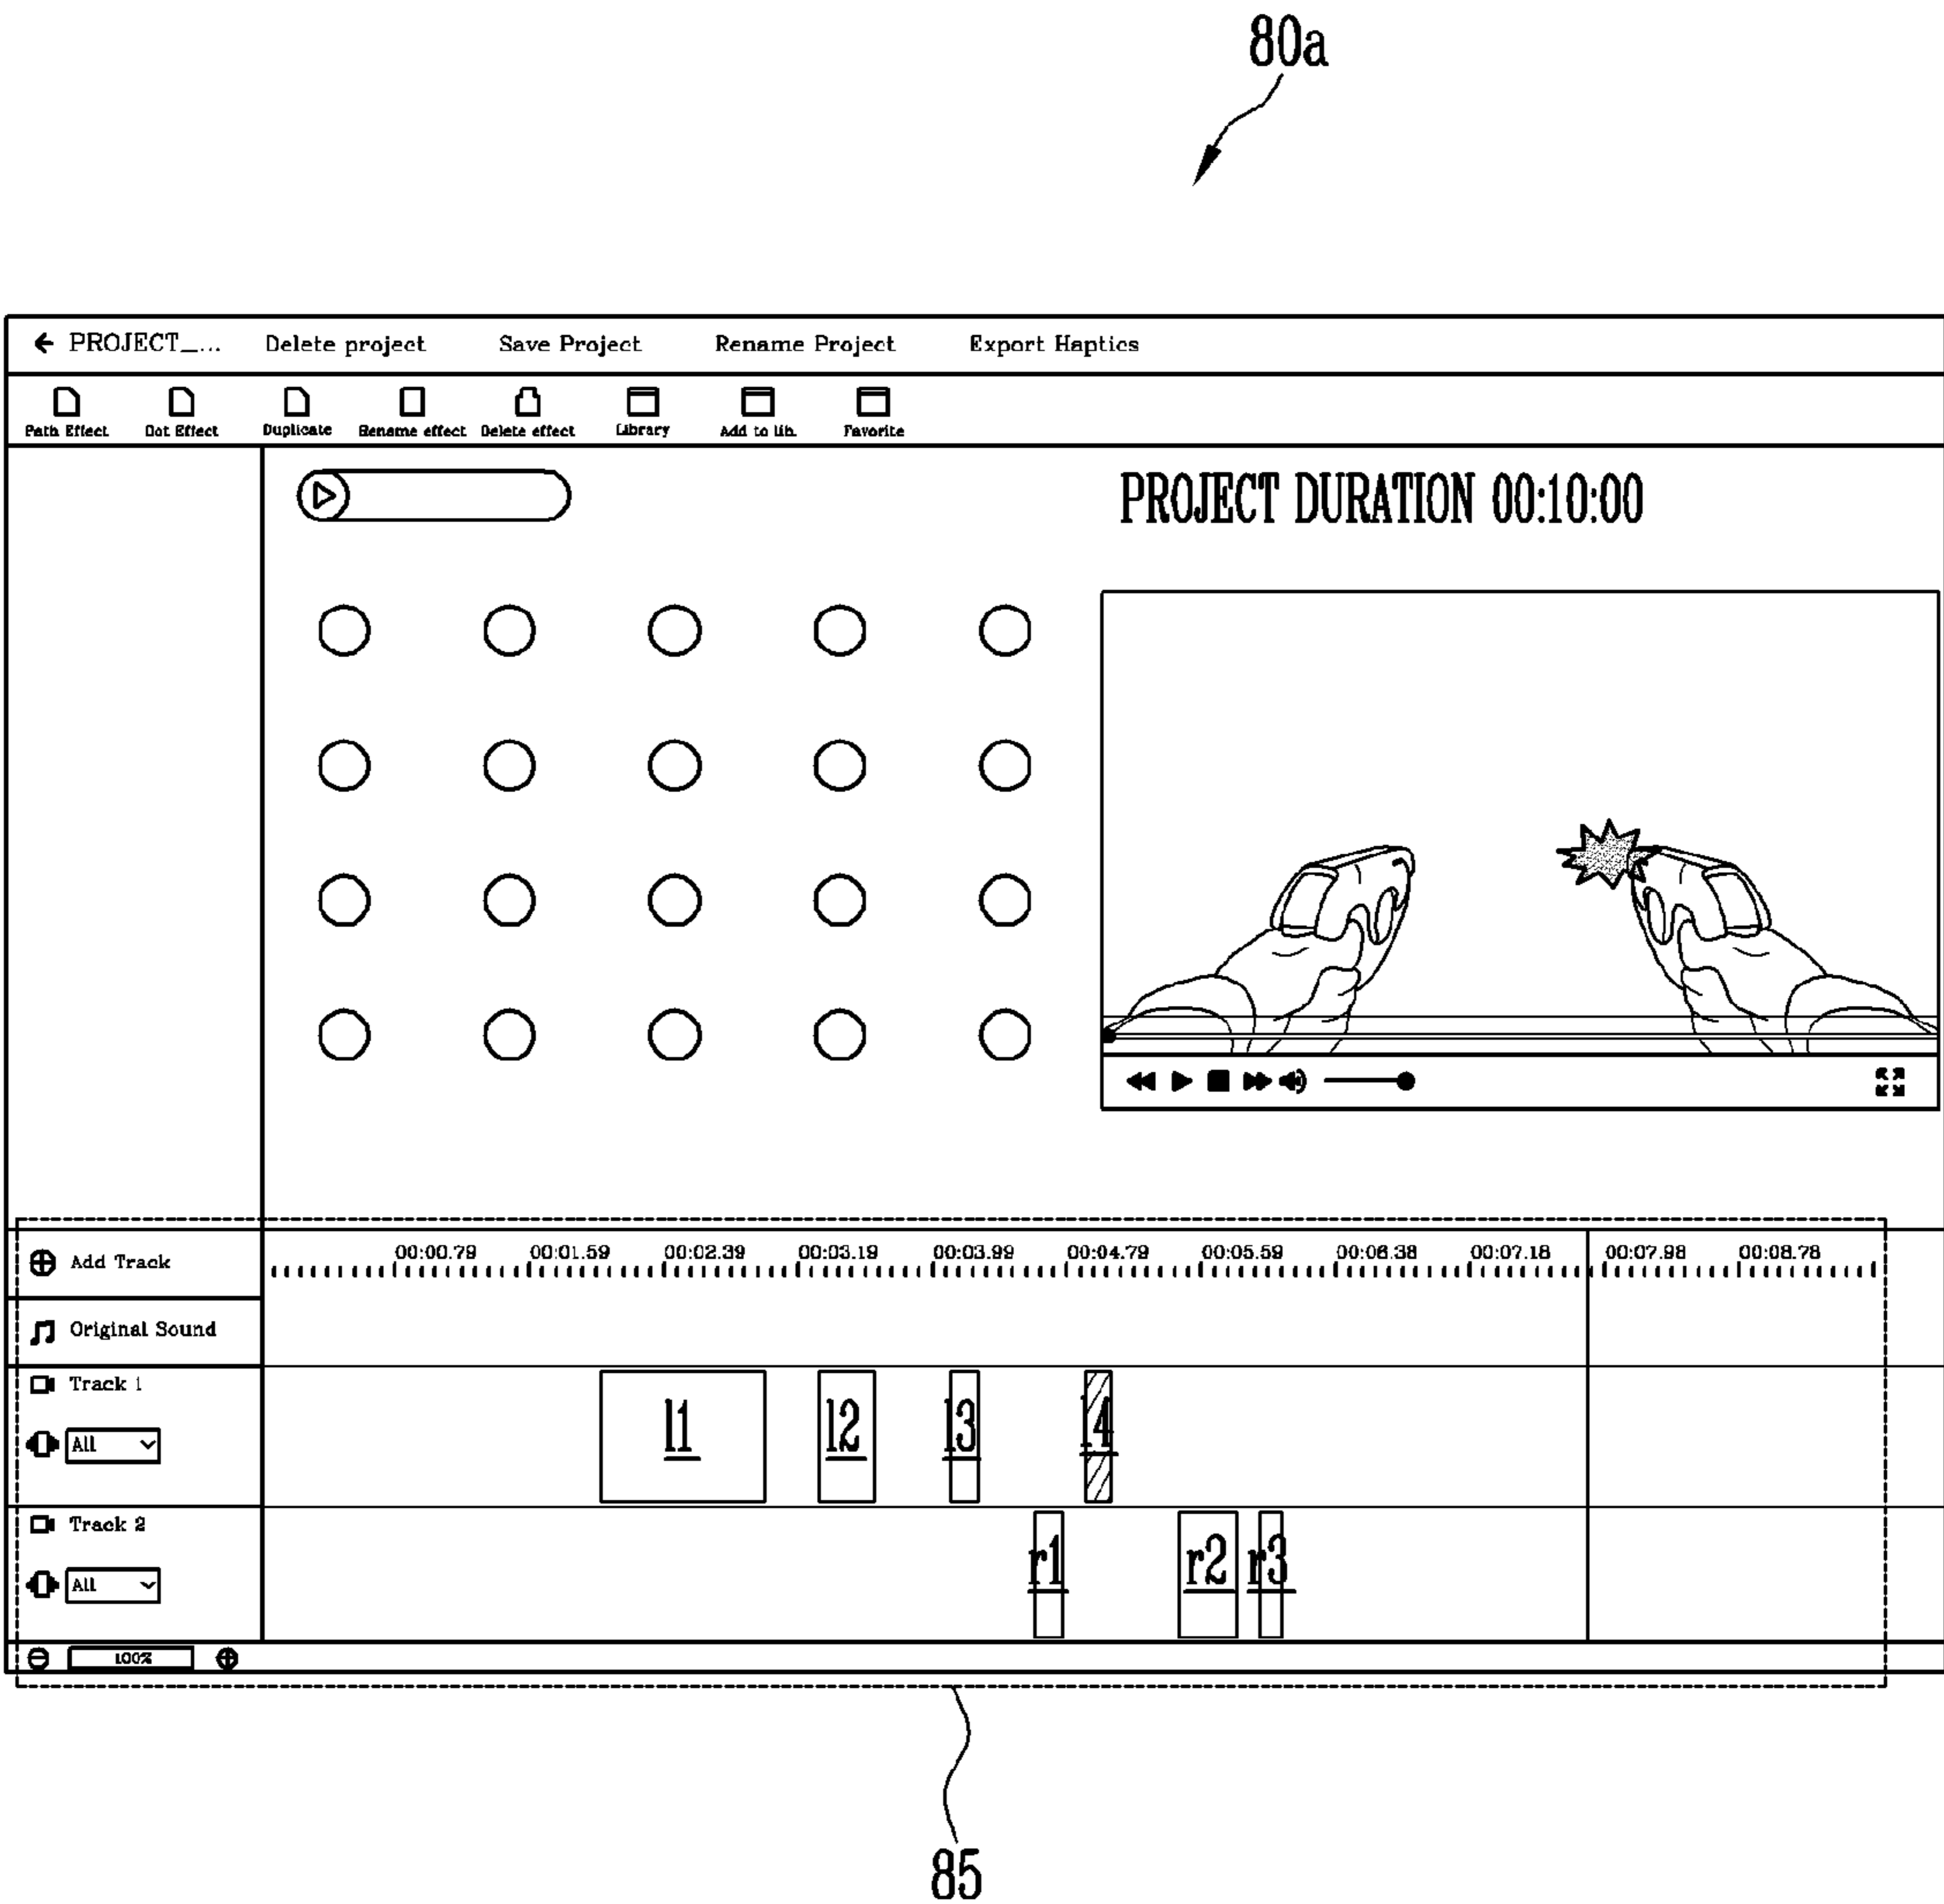 80a
← PROJECT_... Delete project Save Project Rename Project Export Haptics
Path Effect Dot Effect Duplicate Rename effect Delete effect Library Add to lib. Favorite
PROJECT DURATION 00:10:00
Add Track 00:00.79 00:01.59 00:02.39 00:03.19 00:03.99 00:04.79 00:05.59 00:06.38 00:07.18 00:07.98 00:08.78
Original Sound
Track 1
All l1 l2 l3 l4
Track 2
All r1 r2 r3
100%
85